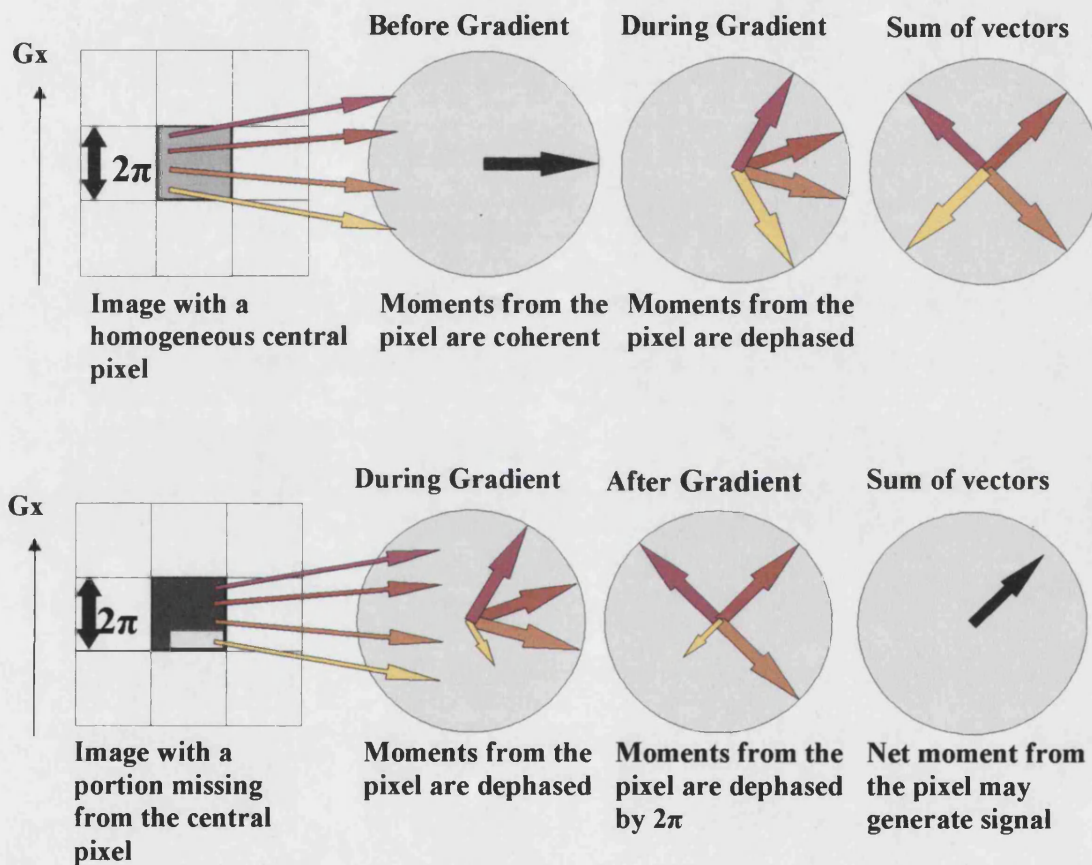 Before Gradient
During Gradient
Sum of vectors
Gx
2π
Image with a
homogeneous central
pixel
Moments from the
pixel are coherent
Moments from the
pixel are dephased
During Gradient
After Gradient
Sum of vectors
Gx
2π
Image with a
portion missing
from the central
pixel
Moments from the
pixel are dephased
Moments from the
pixel are dephased
by 2π
Net moment from
the pixel may
generate signal